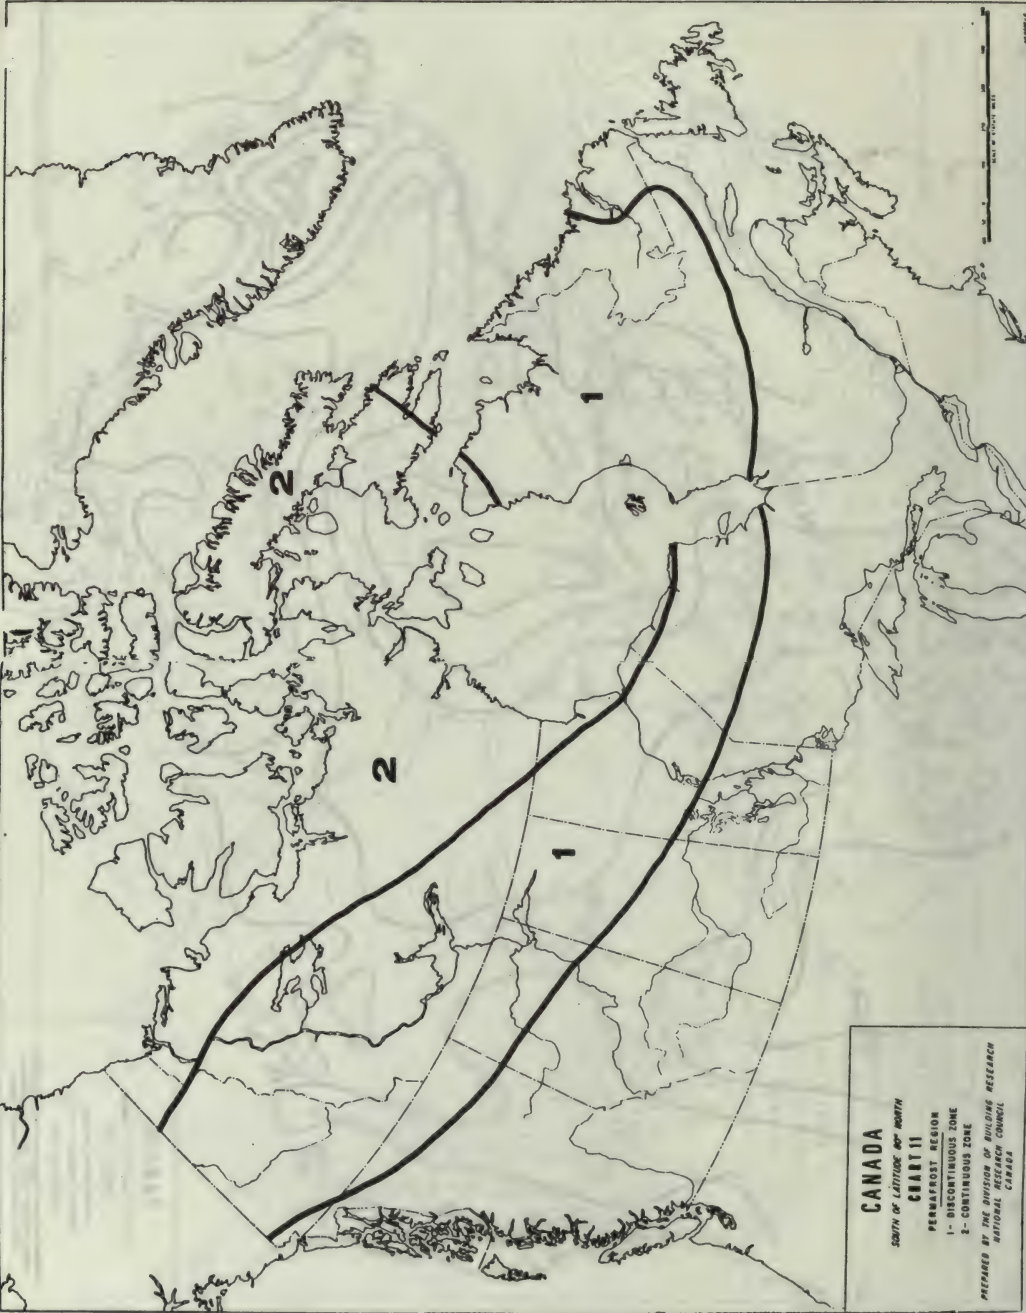 CANADA
SOUTH OF LATITUDE 80° NORTH
CHART 11
PERMAFROST REGION
1- DISCONTINUOUS ZONE
2- CONTINUOUS ZONE
PREPARED BY THE DIVISION OF BUILDING RESEARCH
NATIONAL RESEARCH COUNCIL
CANADA
2
2
1
1